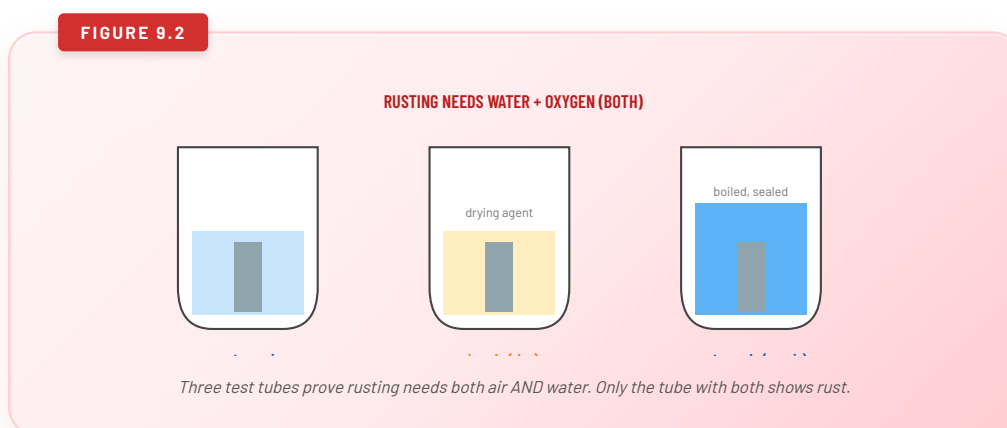 FIGURE 9.2
RUSTING NEEDS WATER + OXYGEN (BOTH)
boiled, sealed
drying agent
Three test tubes prove rusting needs both air AND water. Only the tube with both shows rust.